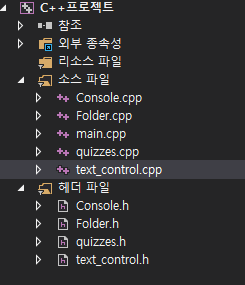 C++프로젝트
참조
외부 종속성
리소스 파일
소스 파일
Console.cpp
Folder.cpp
main.cpp
quizzes.cpp
text_control.cpp
헤더 파일
Console.h
Folder.h
quizzes.h
text_control.h